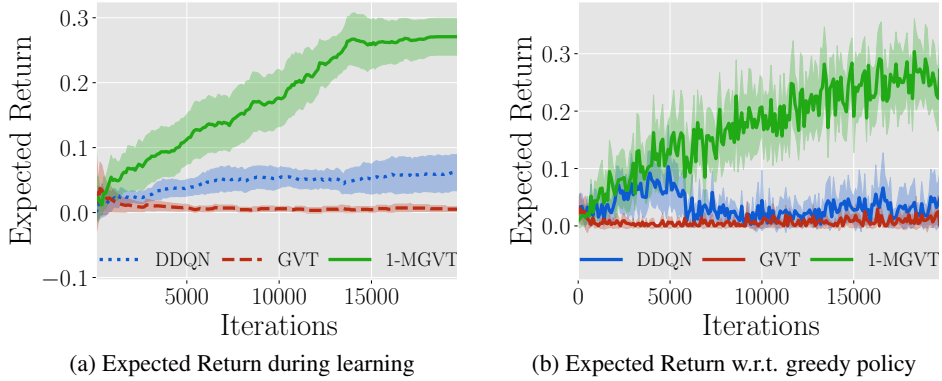 Expected Return
0.3
0.2
0.1
0.0
−0.1
DDQN GVT 1-MGVT
5000 10000 15000
Iterations
(a) Expected Return during learning
Expected Return
0.3
0.2
0.1
0.0
DDQN GVT 1-MGVT
0 5000 10000 15000
Iterations
(b) Expected Return w.r.t. greedy policy